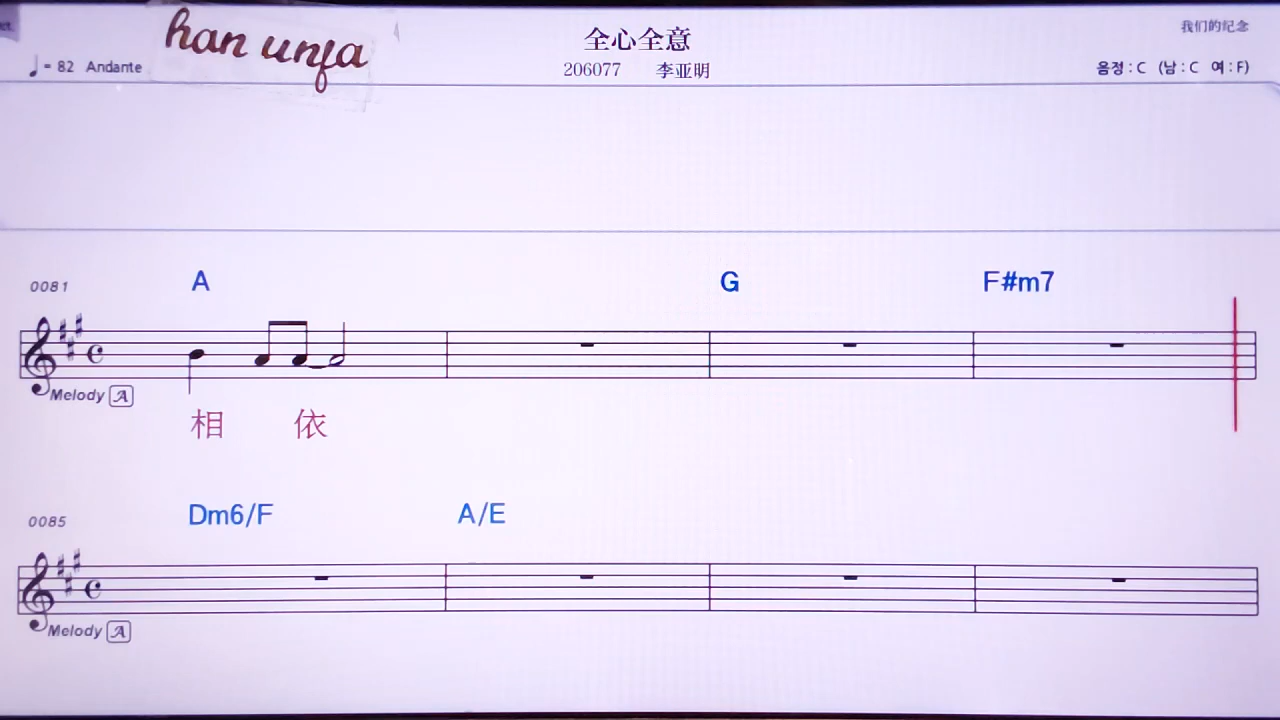 han unfa
全心全意
我们的纪念
♩= 82 Andante
206077 李亚明
음정 : C (남 : C 여 : F)
0081 A G F#m7
Melody A
相 依
0085 Dm6/F A/E
Melody A